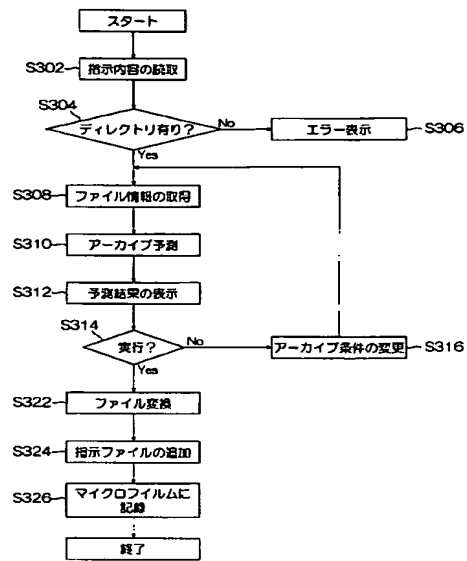 スタート
S302 指示内容の読取
S304
ディレクトリ有り？ No エラー表示 S306
Yes
S308 ファイル情報の取得
S310 アーカイブ予測
S312 予測結果の表示
S314
実行？ No アーカイブ条件の変更 S316
Yes
S322 ファイル変換
S324 指示ファイルの追加
S326 マイクロフィルムに
記録
終了